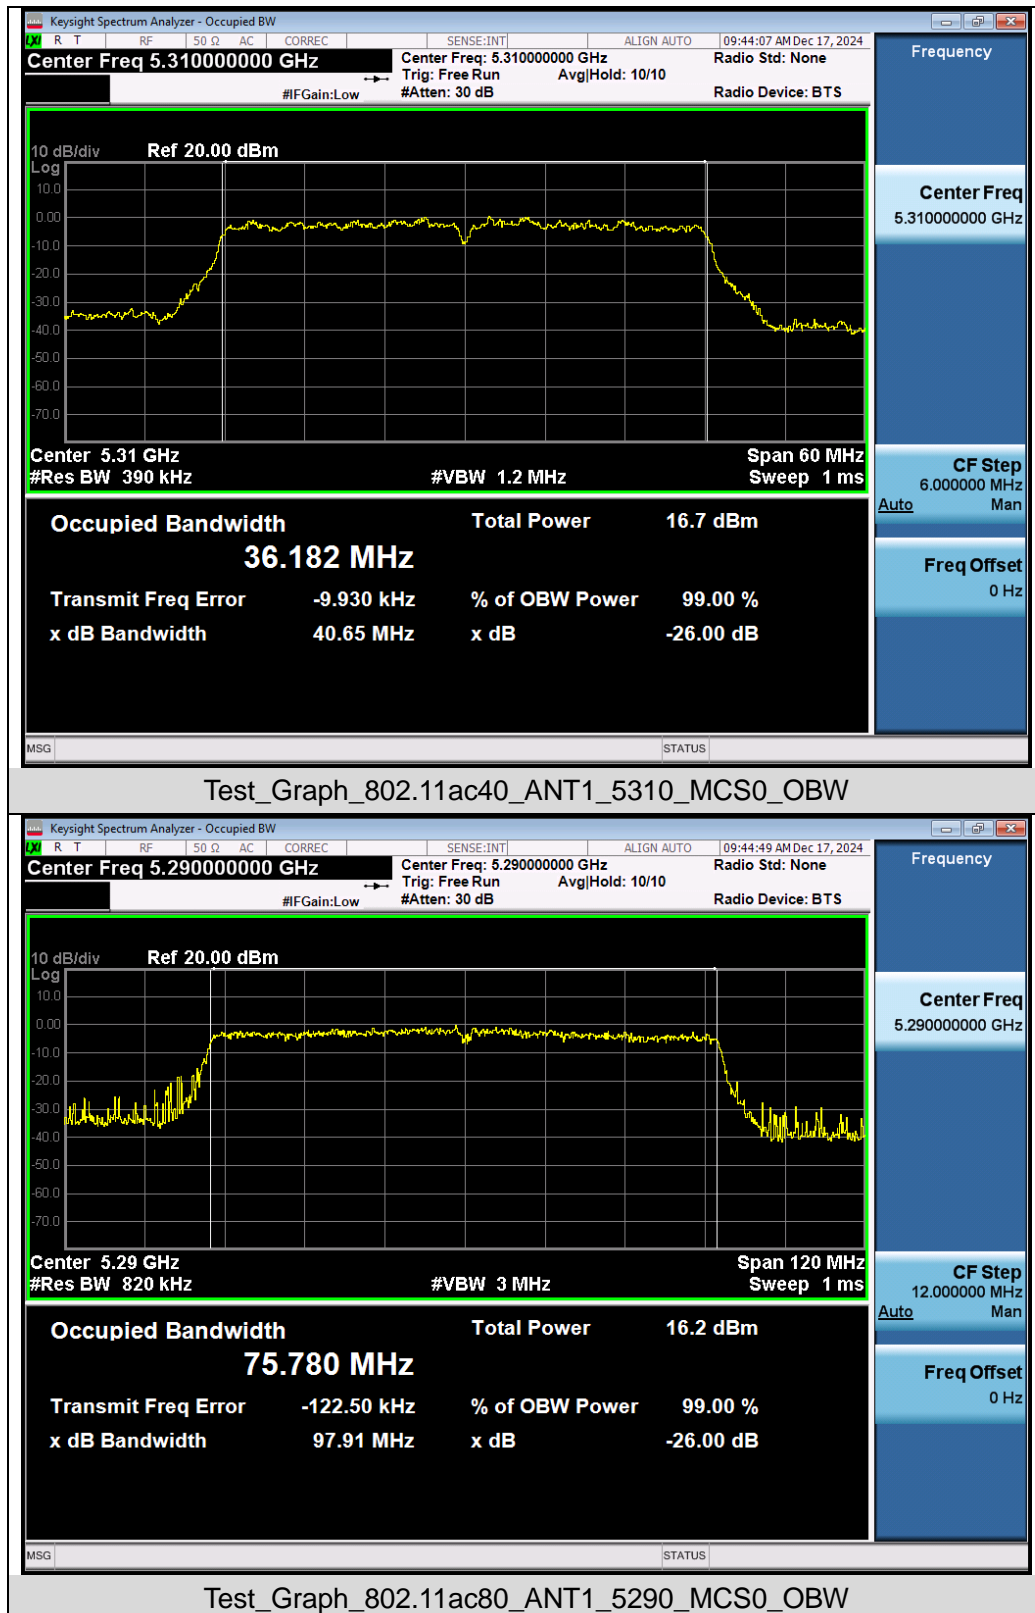 Keysight Spectrum Analyzer - Occupied BW
LXI R T RF 50 Ω AC CORREC SENSE:INT ALIGN AUTO 09:44:07 AM Dec 17, 2024
Center Freq 5.310000000 GHz
Center Freq: 5.310000000 GHz
Radio Std: None
Trig: Free Run Avg|Hold: 10/10
#IFGain:Low
#Atten: 30 dB
Radio Device: BTS
Frequency
10 dB/div Ref 20.00 dBm
Log
10.0
0.00
-10.0
-20.0
-30.0
-40.0
-50.0
-60.0
-70.0
Center Freq
5.310000000 GHz
Center 5.31 GHz Span 60 MHz
#Res BW 390 kHz #VBW 1.2 MHz Sweep 1 ms
CF Step
6.000000 MHz
Auto Man
Freq Offset
0 Hz
Occupied Bandwidth Total Power 16.7 dBm
36.182 MHz
Transmit Freq Error -9.930 kHz % of OBW Power 99.00 %
x dB Bandwidth 40.65 MHz x dB -26.00 dB
MSG STATUS
Test_Graph_802.11ac40_ANT1_5310_MCS0_OBW
Keysight Spectrum Analyzer - Occupied BW
LXI R T RF 50 Ω AC CORREC SENSE:INT ALIGN AUTO 09:44:49 AM Dec 17, 2024
Center Freq 5.290000000 GHz
Center Freq: 5.290000000 GHz
Radio Std: None
Trig: Free Run Avg|Hold: 10/10
#IFGain:Low
#Atten: 30 dB
Radio Device: BTS
Frequency
10 dB/div Ref 20.00 dBm
Log
10.0
0.00
-10.0
-20.0
-30.0
-40.0
-50.0
-60.0
-70.0
Center Freq
5.290000000 GHz
Center 5.29 GHz Span 120 MHz
#Res BW 820 kHz #VBW 3 MHz Sweep 1 ms
CF Step
12.000000 MHz
Auto Man
Freq Offset
0 Hz
Occupied Bandwidth Total Power 16.2 dBm
75.780 MHz
Transmit Freq Error -122.50 kHz % of OBW Power 99.00 %
x dB Bandwidth 97.91 MHz x dB -26.00 dB
MSG STATUS
Test_Graph_802.11ac80_ANT1_5290_MCS0_OBW